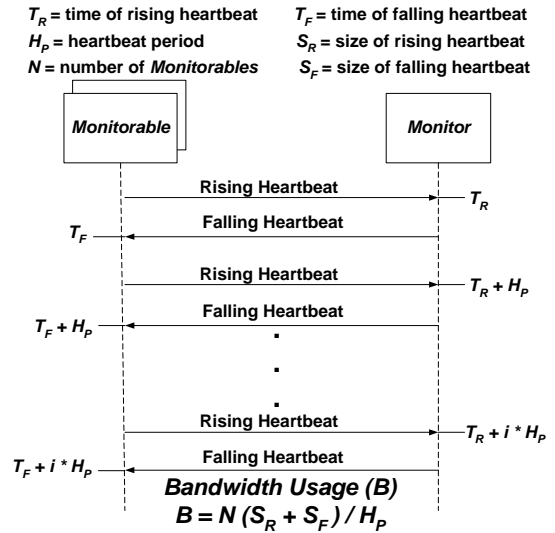 T_R = time of rising heartbeat
T_F = time of falling heartbeat
H_P = heartbeat period
S_R = size of rising heartbeat
N = number of Monitorables
S_F = size of falling heartbeat
Monitorable
Monitor
Rising Heartbeat
T_R
Falling Heartbeat
T_F
Rising Heartbeat
T_R + H_P
Falling Heartbeat
T_F + H_P
.
.
.
Rising Heartbeat
T_R + i * H_P
Falling Heartbeat
T_F + i * H_P
Bandwidth Usage (B)
B = N (S_R + S_F) / H_P